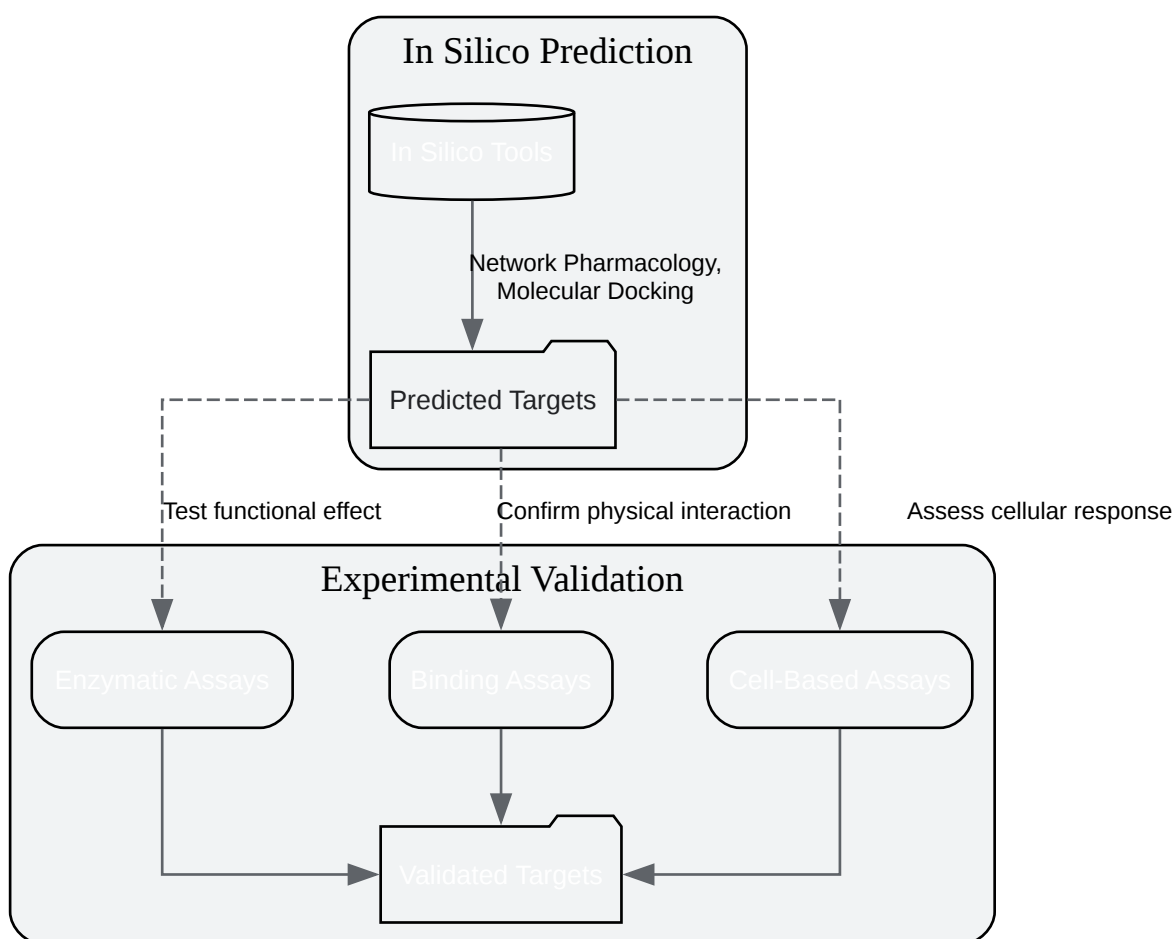 In Silico Prediction
In Silico Tools
Network Pharmacology,
Molecular Docking
Predicted Targets
Test functional effect
Confirm physical interaction
Assess cellular response
Experimental Validation
Enzymatic Assays
Binding Assays
Cell-Based Assays
Validated Targets